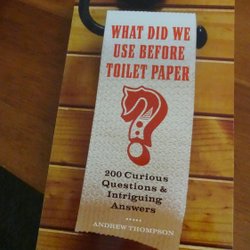 WHAT DID WE
USE BEFORE
TOILET PAPER
?
200 Curious
Questions &
Intriguing
Answers
ANDREW THOMPSON